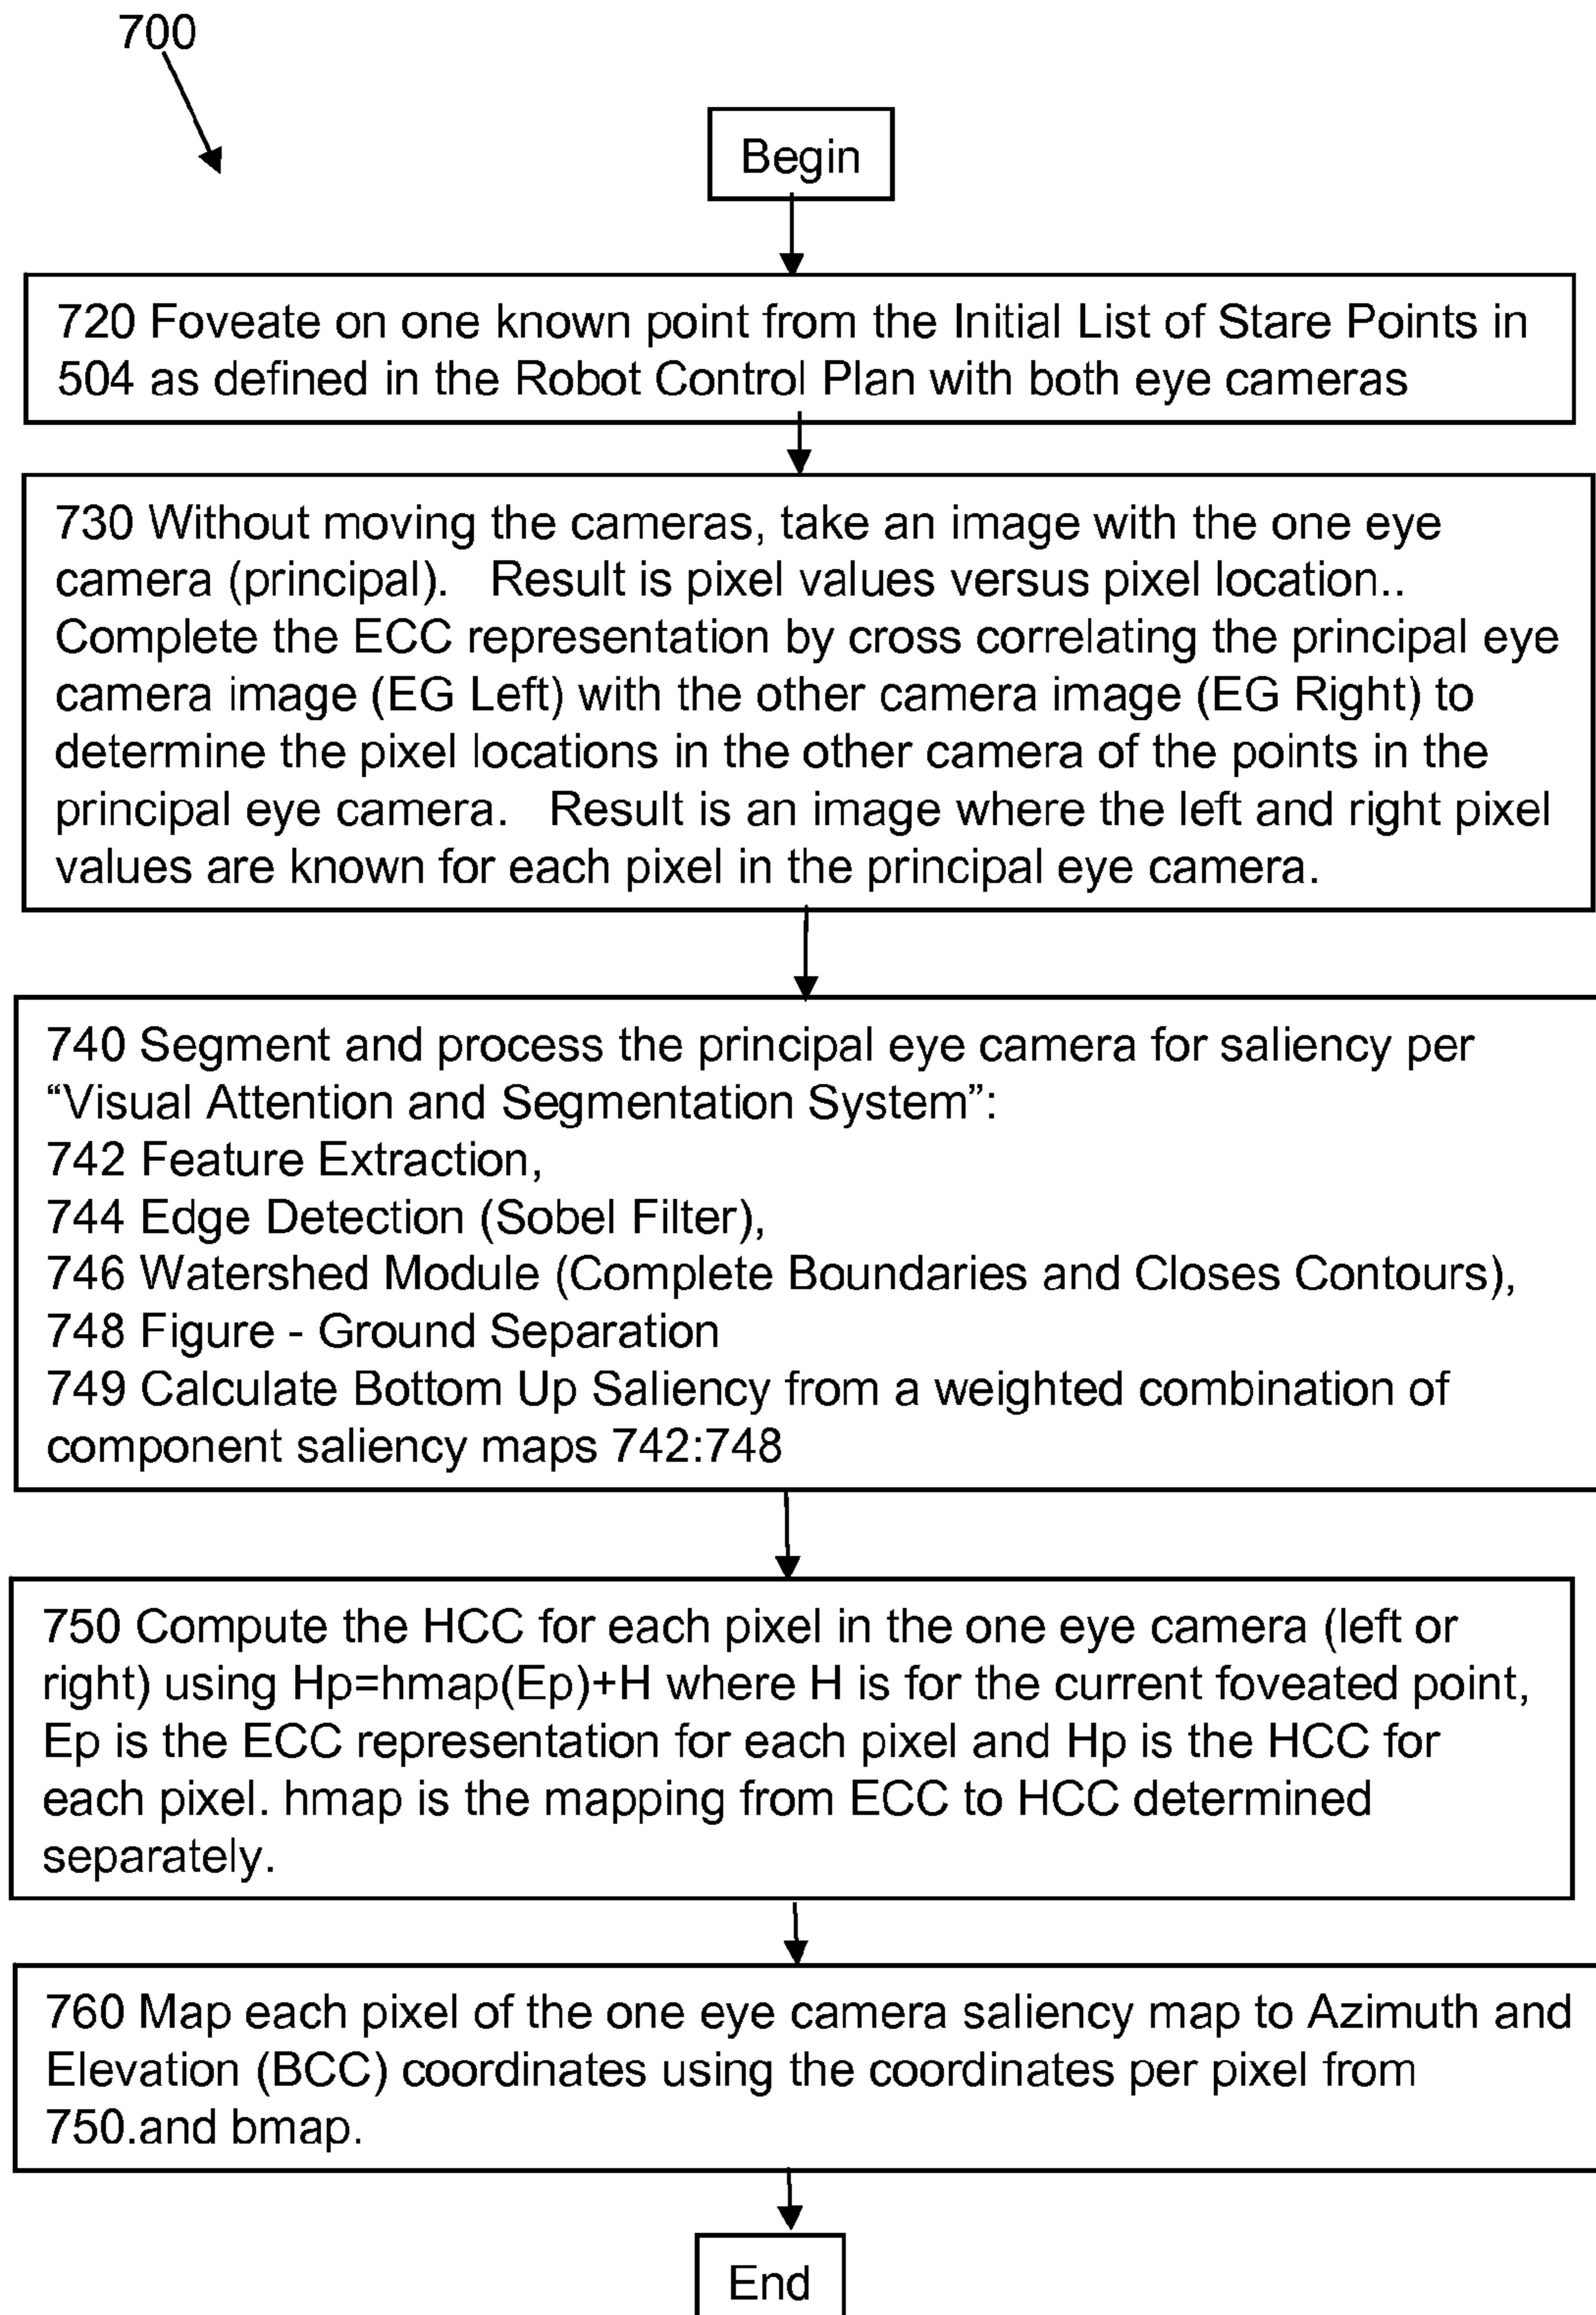 700
Begin
720 Foveate on one known point from the Initial List of Stare Points in
504 as defined in the Robot Control Plan with both eye cameras
730 Without moving the cameras, take an image with the one eye
camera (principal).   Result is pixel values versus pixel location..
Complete the ECC representation by cross correlating the principal eye
camera image (EG Left) with the other camera image (EG Right) to
determine the pixel locations in the other camera of the points in the
principal eye camera.   Result is an image where the left and right pixel
values are known for each pixel in the principal eye camera.
740 Segment and process the principal eye camera for saliency per
“Visual Attention and Segmentation System”:
742 Feature Extraction,
744 Edge Detection (Sobel Filter),
746 Watershed Module (Complete Boundaries and Closes Contours),
748 Figure - Ground Separation
749 Calculate Bottom Up Saliency from a weighted combination of
component saliency maps 742:748
750 Compute the HCC for each pixel in the one eye camera (left or
right) using Hp=hmap(Ep)+H where H is for the current foveated point,
Ep is the ECC representation for each pixel and Hp is the HCC for
each pixel. hmap is the mapping from ECC to HCC determined
separately.
760 Map each pixel of the one eye camera saliency map to Azimuth and
Elevation (BCC) coordinates using the coordinates per pixel from
750.and bmap.
End